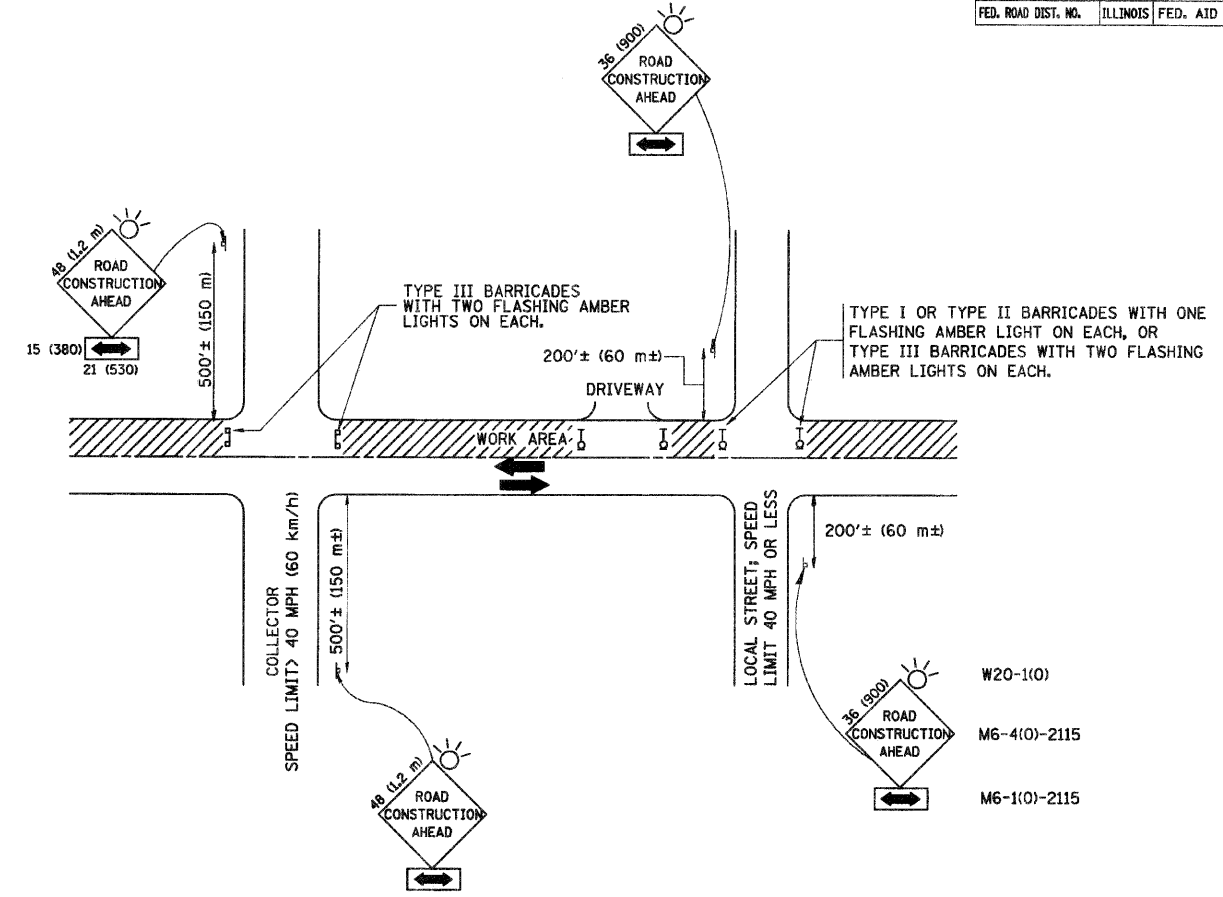 FED. ROAD DIST. NO. ILLINOIS FED. AID
36 (900)
ROAD
CONSTRUCTION
AHEAD
48 (1.2 m)
ROAD
CONSTRUCTION
AHEAD
15 (380)
21 (530)
500'± (150 m)
TYPE III BARRICADES
WITH TWO FLASHING AMBER
LIGHTS ON EACH.
200'± (60 m±)
DRIVEWAY
TYPE I OR TYPE II BARRICADES WITH ONE
FLASHING AMBER LIGHT ON EACH, OR
TYPE III BARRICADES WITH TWO FLASHING
AMBER LIGHTS ON EACH.
WORK AREA
COLLECTOR
SPEED LIMIT> 40 MPH (60 km/h)
500'± (150 m±)
LOCAL STREET; SPEED
LIMIT 40 MPH OR LESS
200'± (60 m±)
48 (1.2 m)
ROAD
CONSTRUCTION
AHEAD
36 (900)
ROAD
CONSTRUCTION
AHEAD
W20-1(O)
M6-4(O)-2115
M6-1(O)-2115